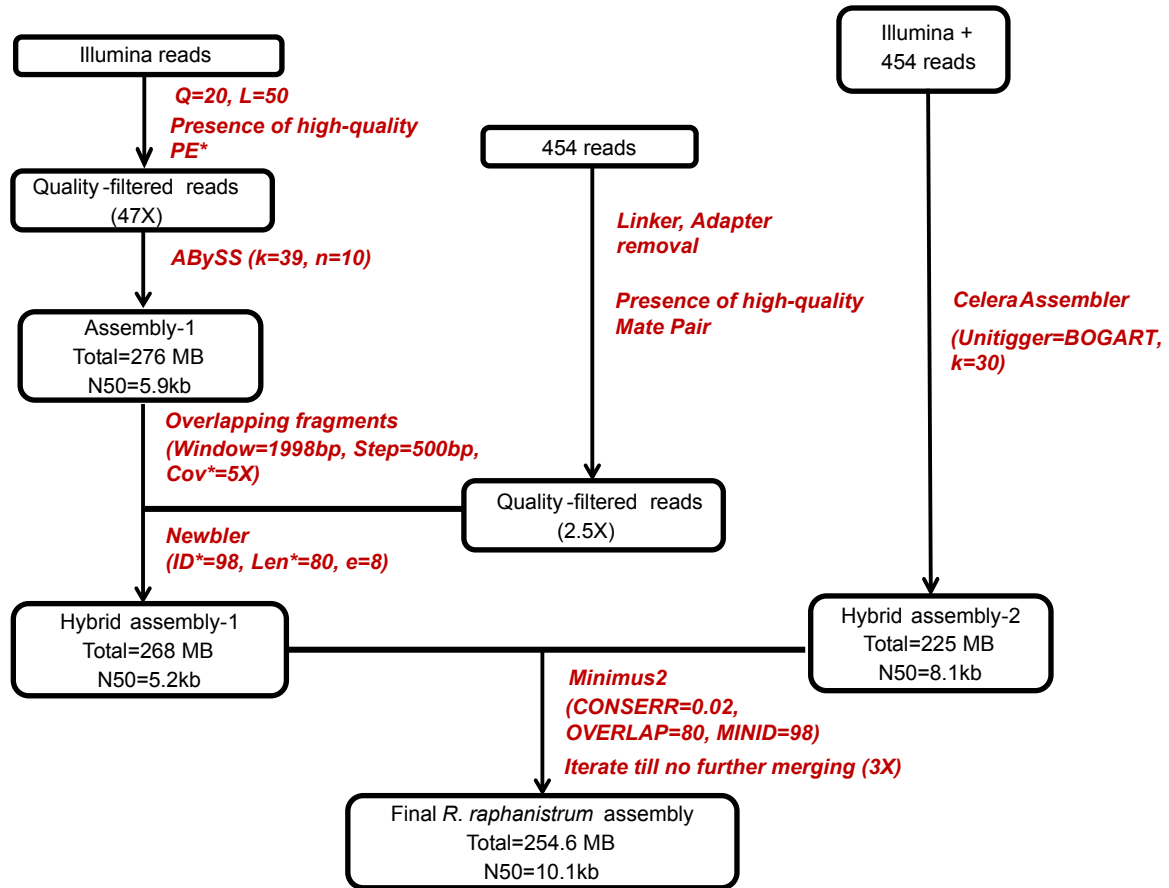 Illumina reads
Q=20, L=50
Presence of high-quality
PE*
Quality-filtered reads
(47X)
ABySS (k=39, n=10)
Assembly-1
Total=276 MB
N50=5.9kb
Overlapping fragments
(Window=1998bp, Step=500bp,
Cov*=5X)
454 reads
Linker, Adapter
removal
Presence of high-quality
Mate Pair
Quality-filtered reads
(2.5X)
Newbler
(ID*=98, Len*=80, e=8)
Hybrid assembly-1
Total=268 MB
N50=5.2kb
Illumina +
454 reads
CeleraAssembler
(Unitigger=BOGART,
k=30)
Hybrid assembly-2
Total=225 MB
N50=8.1kb
Minimus2
(CONSERR=0.02,
OVERLAP=80, MINID=98)
Iterate till no further merging (3X)
Final R. raphanistrum assembly
Total=254.6 MB
N50=10.1kb